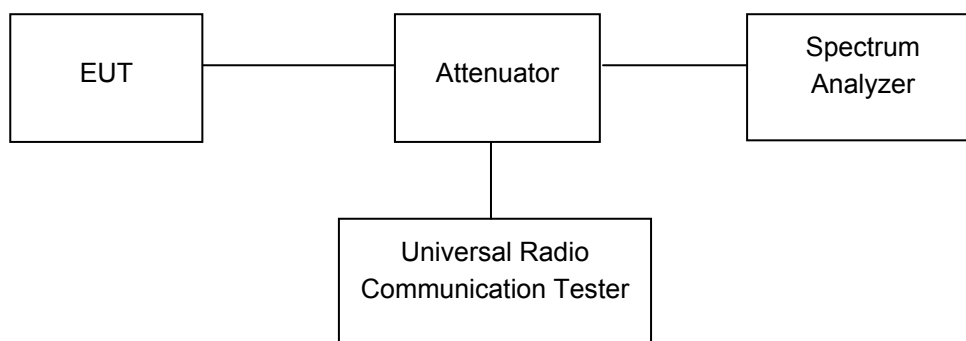 EUT
Attenuator
Spectrum
Analyzer
Universal Radio
Communication Tester